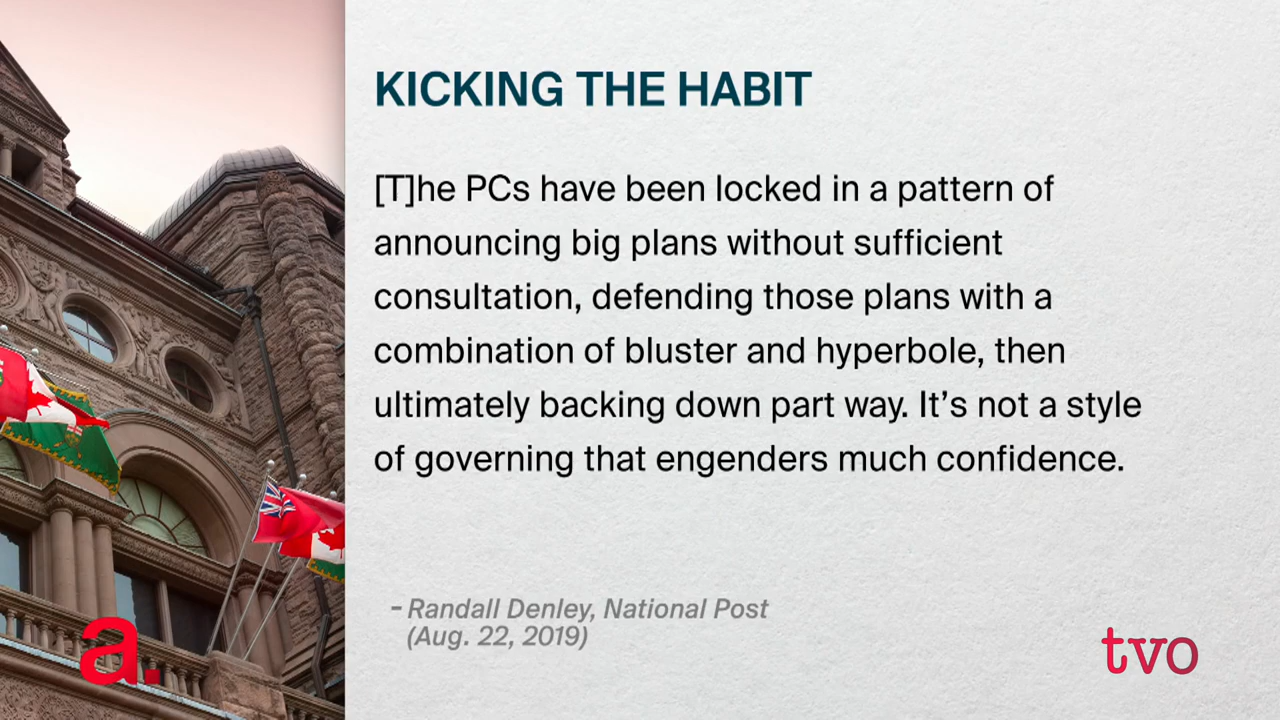 KICKING THE HABIT
[T]he PCs have been locked in a pattern of
announcing big plans without sufficient
consultation, defending those plans with a
combination of bluster and hyperbole, then
ultimately backing down part way. It’s not a style
of governing that engenders much confidence.
- Randall Denley, National Post
(Aug. 22, 2019)
a.
tvo